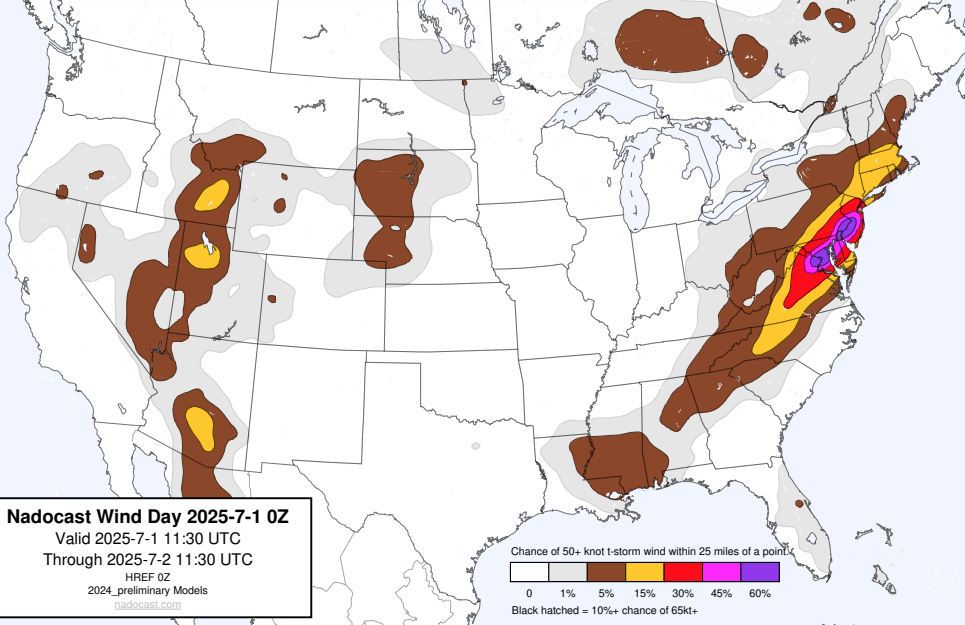 Nadocast Wind Day 2025-7-1 0Z
Valid 2025-7-1 11:30 UTC
Through 2025-7-2 11:30 UTC
HREF 0Z
2024_preliminary Models
nadocast.com
Chance of 50+ knot t-storm wind within 25 miles of a point.
0 1% 5% 15% 30% 45% 60%
Black hatched = 10%+ chance of 65kt+